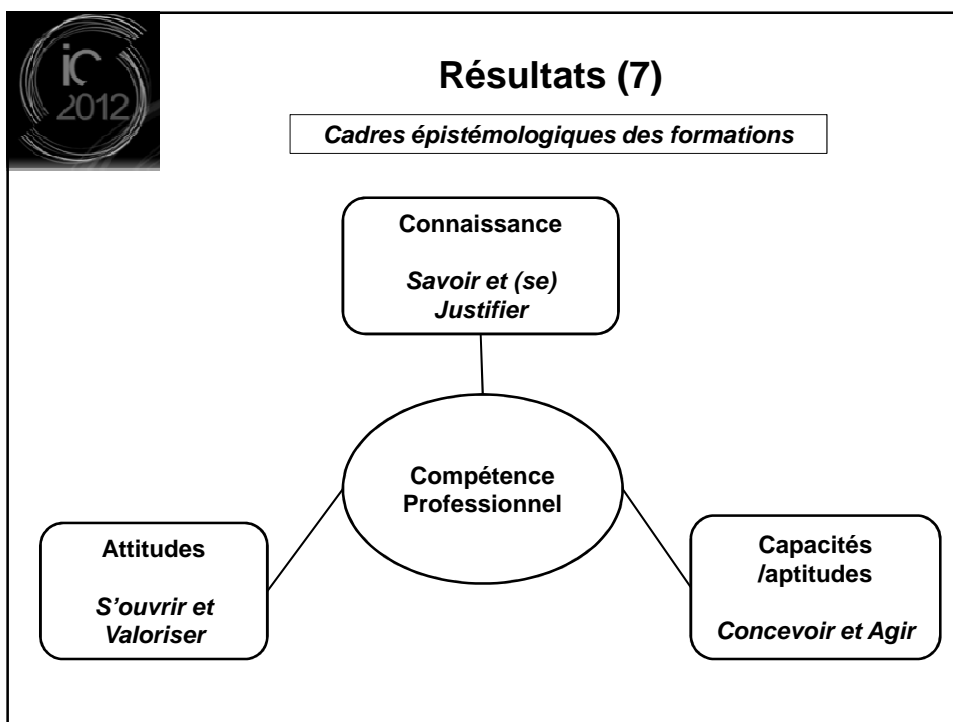 iC
2012
Résultats (7)
Cadres épistémologiques des formations
Connaissance
Savoir et (se)
Justifier
Compétence
Professionnel
Attitudes
S’ouvrir et
Valoriser
Capacités
/aptitudes
Concevoir et Agir